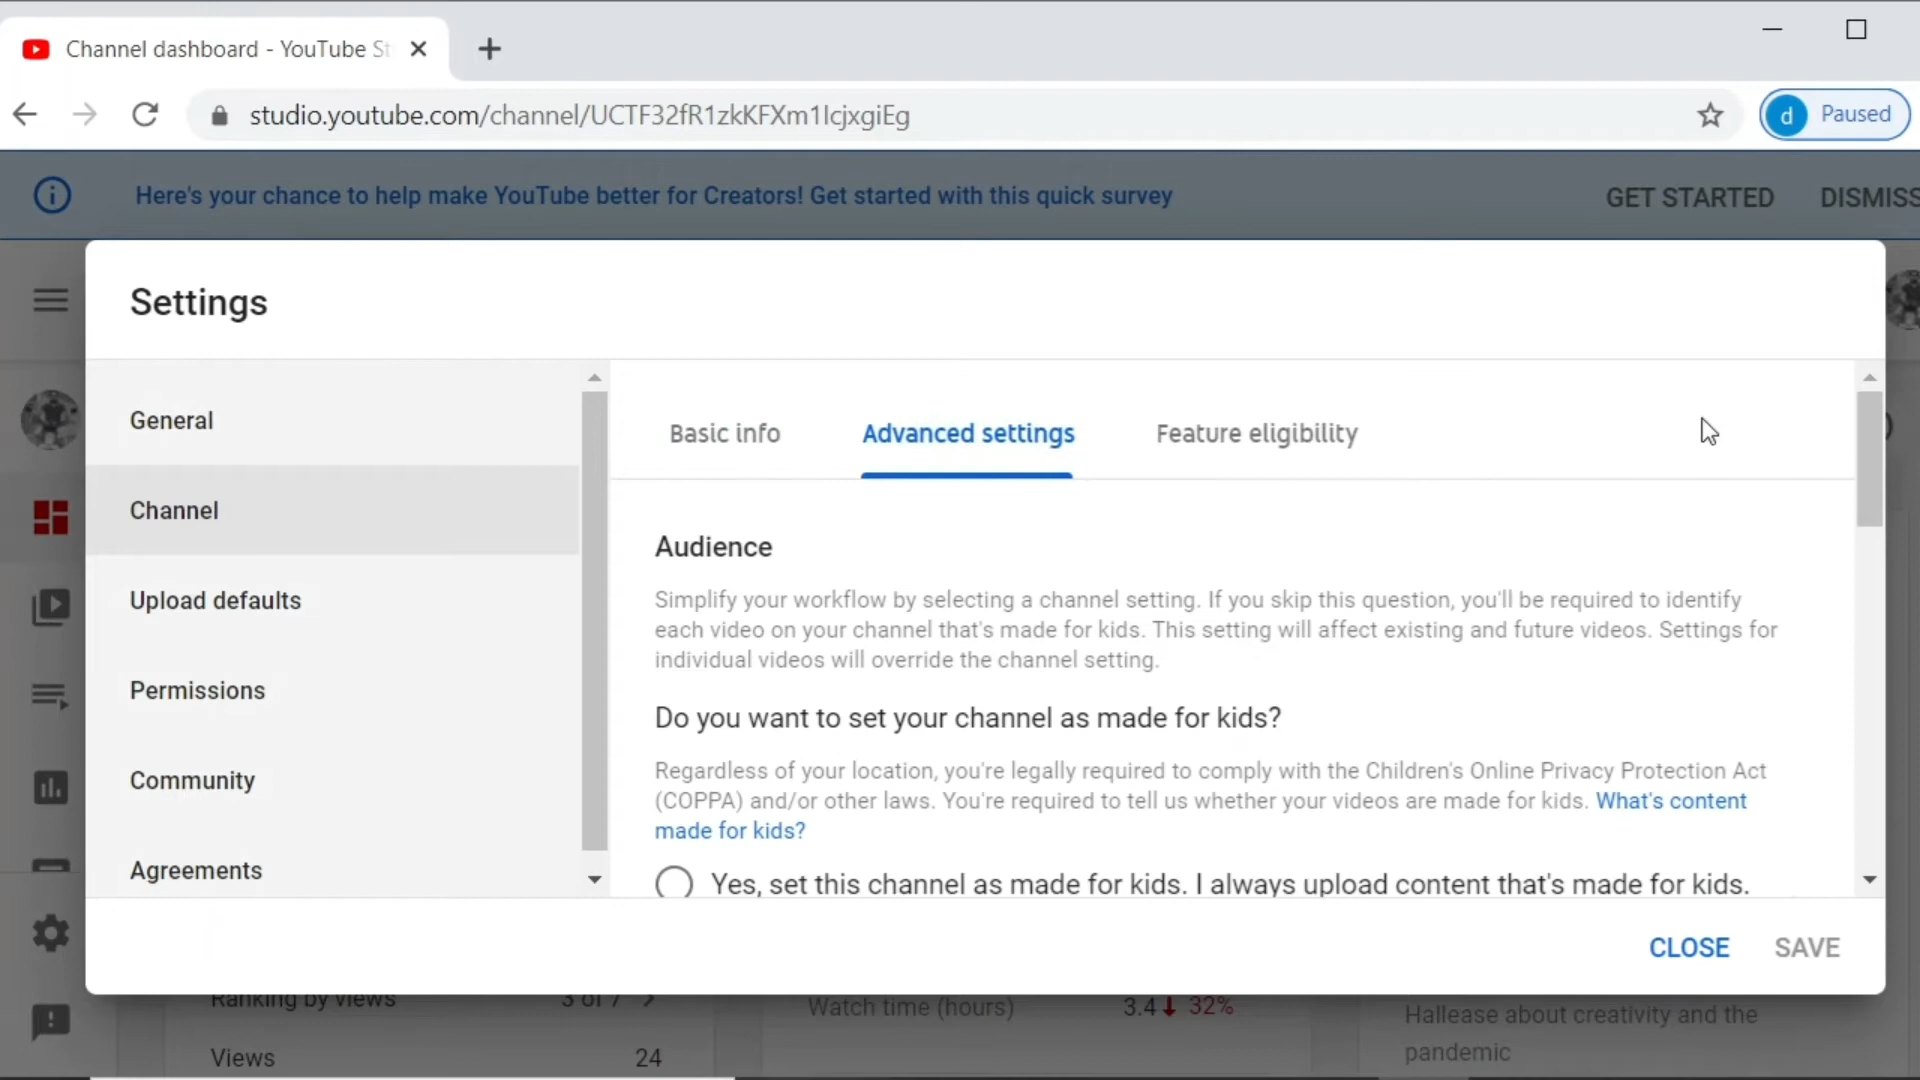 Channel dashboard - YouTube St
studio.youtube.com/channel/UCTF32fR1zkKFXm1IcjxgiEg
d Paused
Here's your chance to help make YouTube better for Creators! Get started with this quick survey
GET STARTED
DISMISS
Settings
General
Channel
Upload defaults
Permissions
Community
Agreements
Basic info
Advanced settings
Feature eligibility
Audience
Simplify your workflow by selecting a channel setting. If you skip this question, you'll be required to identify
each video on your channel that's made for kids. This setting will affect existing and future videos. Settings for
individual videos will override the channel setting.
Do you want to set your channel as made for kids?
Regardless of your location, you're legally required to comply with the Children's Online Privacy Protection Act
(COPPA) and/or other laws. You're required to tell us whether your videos are made for kids. What's content
made for kids?
Yes, set this channel as made for kids. I always upload content that's made for kids.
CLOSE
SAVE
Ranking by views 3 of 7
Views 24
Watch time (hours) 3.4 32%
Hallease about creativity and the
pandemic